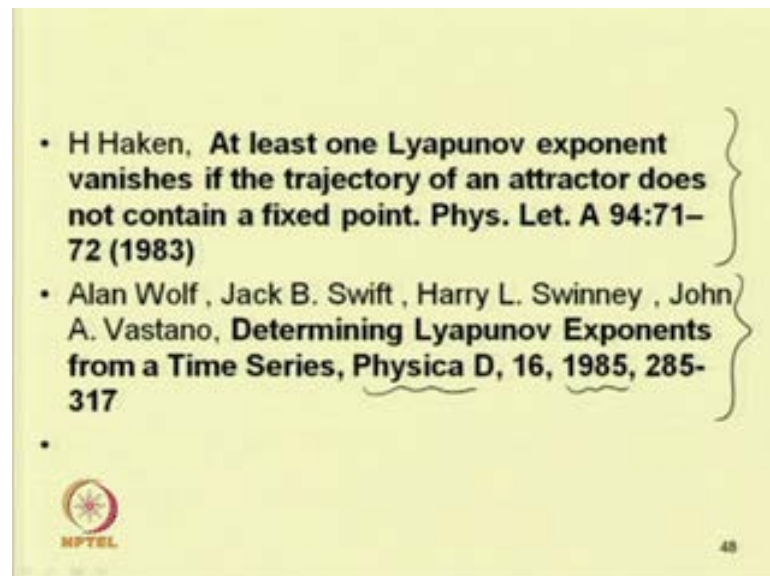 • H Haken, At least one Lyapunov exponent
vanishes if the trajectory of an attractor does
not contain a fixed point. Phys. Let. A 94:71–
72 (1983)
• Alan Wolf , Jack B. Swift , Harry L. Swinney , John
A. Vastano, Determining Lyapunov Exponents
from a Time Series, Physica D, 16, 1985, 285-
317
•
NPTEL
48